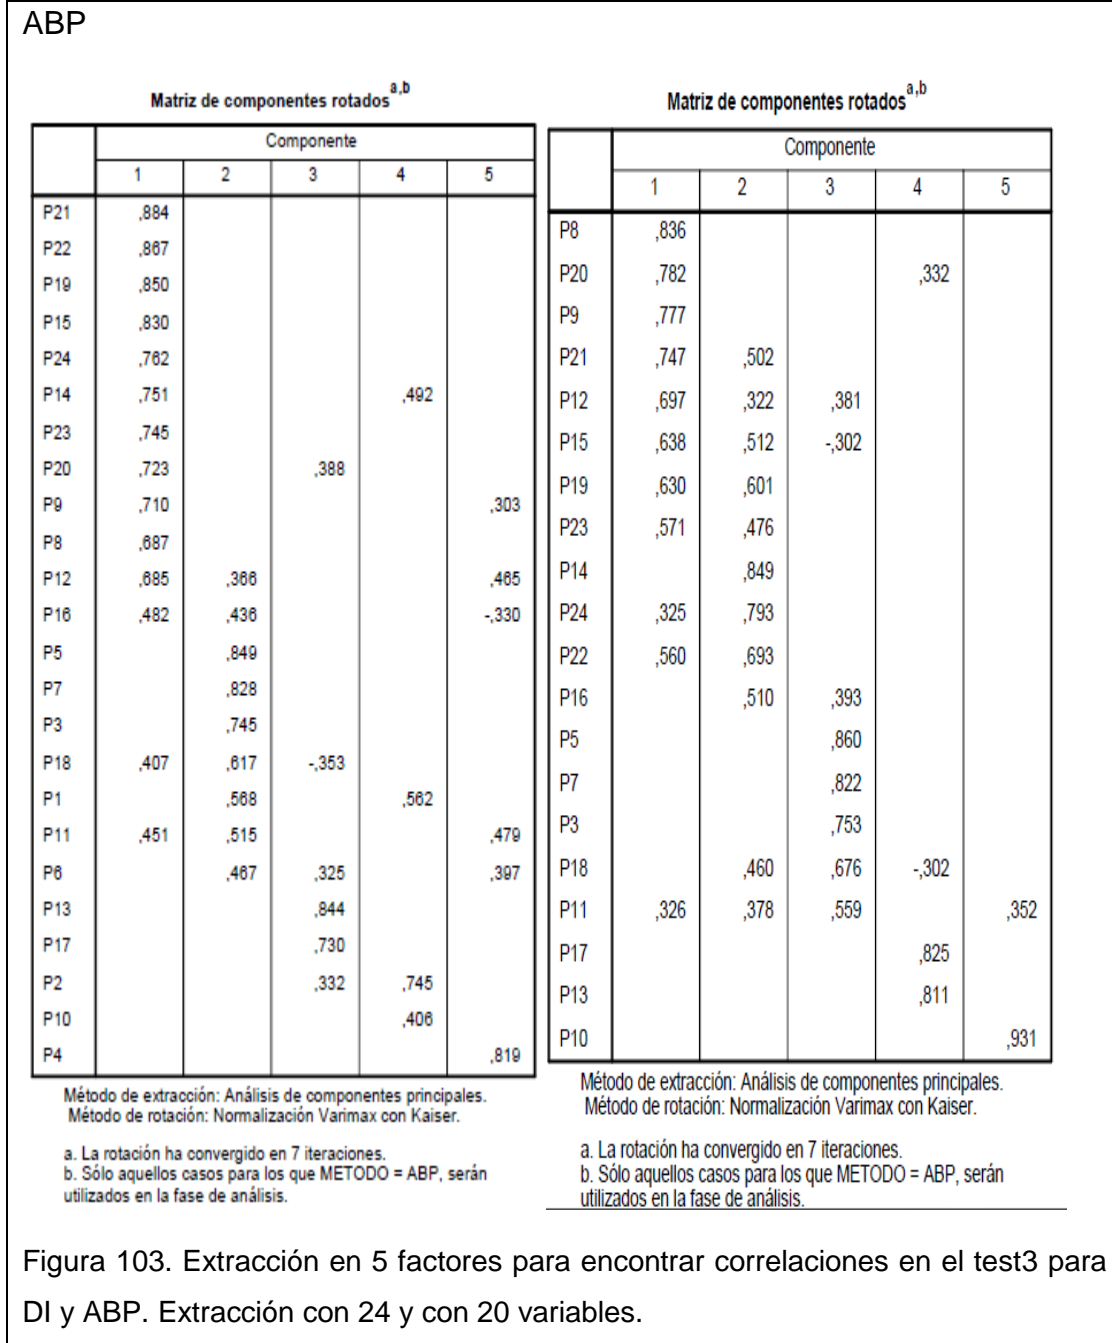 ABP
Matriz de componentes rotados a,b
Componente
1 2 3 4 5
P21 ,884
P22 ,867
P19 ,850
P15 ,830
P24 ,762
P14 ,751 ,492
P23 ,745
P20 ,723 ,388
P9 ,710 ,303
P8 ,687
P12 ,685 ,366 ,465
P16 ,482 ,436 -,330
P5 ,849
P7 ,828
P3 ,745
P18 ,407 ,617 -,353
P1 ,568 ,562
P11 ,451 ,515 ,479
P6 ,467 ,325 ,397
P13 ,844
P17 ,730
P2 ,332 ,745
P10 ,406
P4 ,819
Método de extracción: Análisis de componentes principales.
Método de rotación: Normalización Varimax con Kaiser.
a. La rotación ha convergido en 7 iteraciones.
b. Sólo aquellos casos para los que METODO = ABP, serán
utilizados en la fase de análisis.
Matriz de componentes rotados a,b
Componente
1 2 3 4 5
P8 ,836
P20 ,782 ,332
P9 ,777
P21 ,747 ,502
P12 ,697 ,322 ,381
P15 ,638 ,512 -,302
P19 ,630 ,601
P23 ,571 ,476
P14 ,849
P24 ,325 ,793
P22 ,560 ,693
P16 ,510 ,393
P5 ,860
P7 ,822
P3 ,753
P18 ,460 ,676 -,302
P11 ,326 ,378 ,559 ,352
P17 ,825
P13 ,811
P10 ,931
Método de extracción: Análisis de componentes principales.
Método de rotación: Normalización Varimax con Kaiser.
a. La rotación ha convergido en 7 iteraciones.
b. Sólo aquellos casos para los que METODO = ABP, serán
utilizados en la fase de análisis.
Figura 103. Extracción en 5 factores para encontrar correlaciones en el test3 para
DI y ABP. Extracción con 24 y con 20 variables.